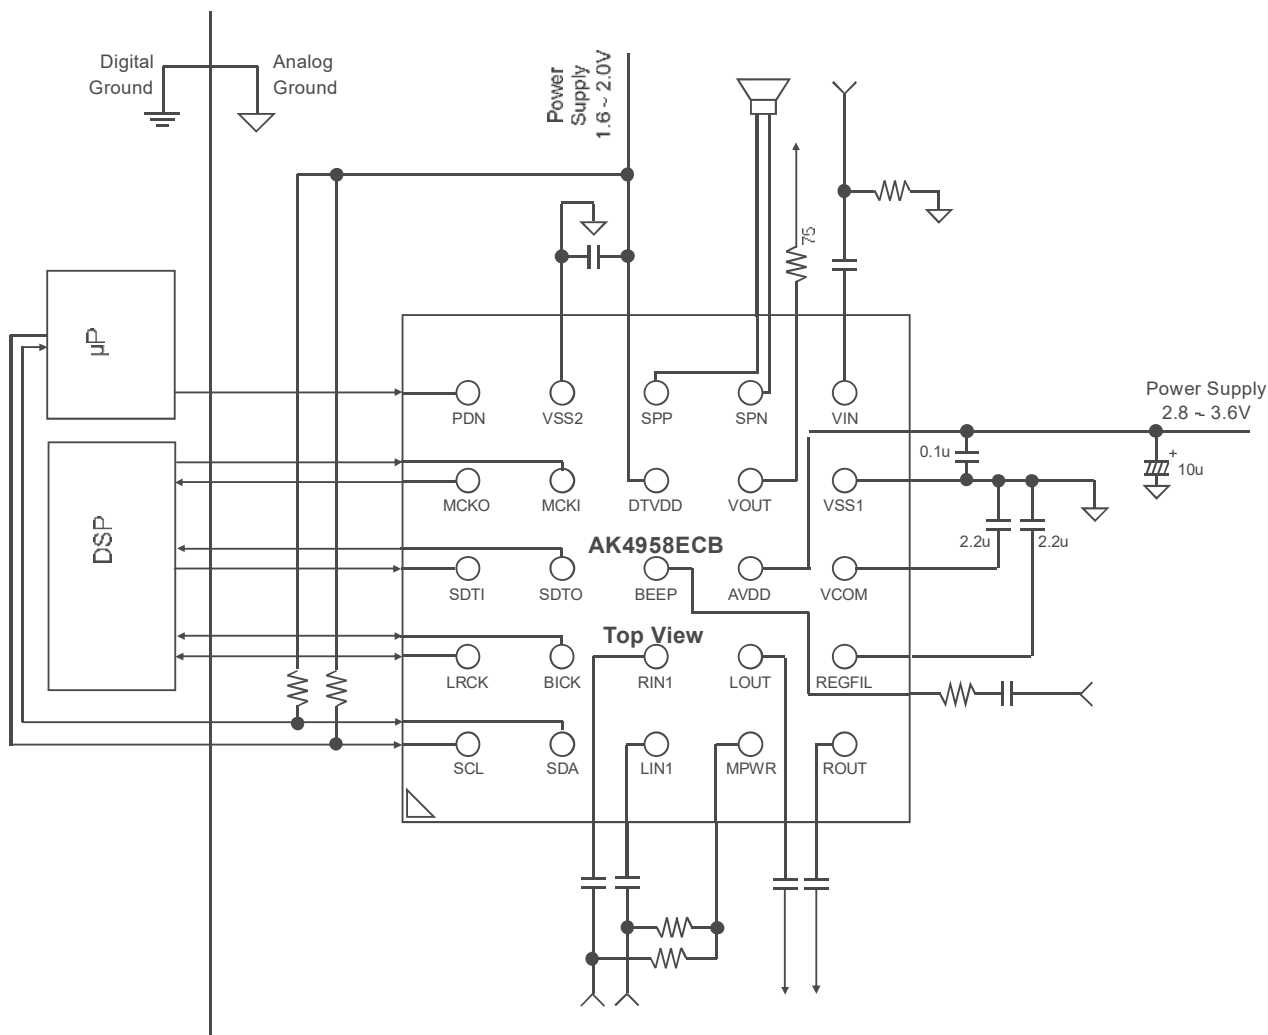 Digital
Ground
Analog
Ground
Power
Supply
1.6 ~ 2.0V
75
µP
DSP
Power Supply
2.8 ~ 3.6V
PDN
VSS2
SPP
SPN
VIN
0.1u
+
10u
MCKO
MCKI
DTVDD
VOUT
VSS1
2.2u
2.2u
AK4958ECB
SDTI
SDTO
BEEP
AVDD
VCOM
Top View
LRCK
BICK
RIN1
LOUT
REGFIL
SCL
SDA
LIN1
MPWR
ROUT